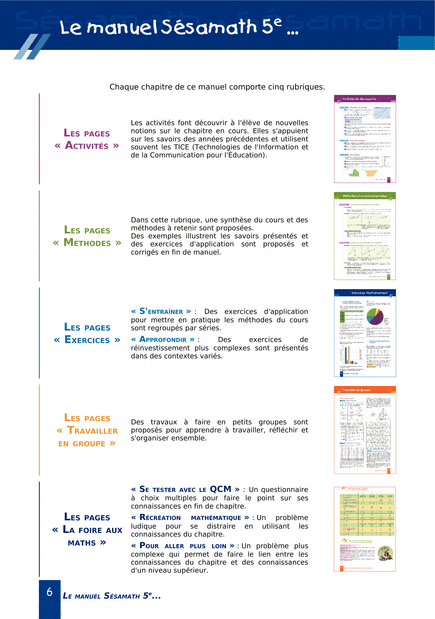 Le manuel Sésamath 5e ...
Chaque chapitre de ce manuel comporte cinq rubriques.
LES PAGES
« ACTIVITÉS »
Les activités font découvrir à l'élève de nouvelles
notions sur le chapitre en cours. Elles s'appuient
sur les savoirs des années précédentes et utilisent
souvent les TICE (Technologies de l'Information et
de la Communication pour l'Éducation).
LES PAGES
« MÉTHODES »
Dans cette rubrique, une synthèse du cours et des
méthodes à retenir sont proposées.
Des exemples illustrent les savoirs présentés et
des exercices d'application sont proposés et
corrigés en fin de manuel.
LES PAGES
« EXERCICES »
« S'ENTRAÎNER » : Des exercices d'application
pour mettre en pratique les méthodes du cours
sont regroupés par séries.
« APPROFONDIR » : Des exercices de
réinvestissement plus complexes sont présentés
dans des contextes variés.
LES PAGES
« TRAVAILLER
EN GROUPE »
Des travaux à faire en petits groupes sont
proposés pour apprendre à travailler, réfléchir et
s'organiser ensemble.
LES PAGES
« LA FOIRE AUX
MATHS »
« SE TESTER AVEC LE QCM » : Un questionnaire
à choix multiples pour faire le point sur ses
connaissances en fin de chapitre.
« RÉCRÉATION MATHÉMATIQUE » : Un problème
ludique pour se distraire en utilisant les
connaissances du chapitre.
« POUR ALLER PLUS LOIN » : Un problème plus
complexe qui permet de faire le lien entre les
connaissances du chapitre et des connaissances
d'un niveau supérieur.
6 LE MANUEL SÉSAMATH 5e...